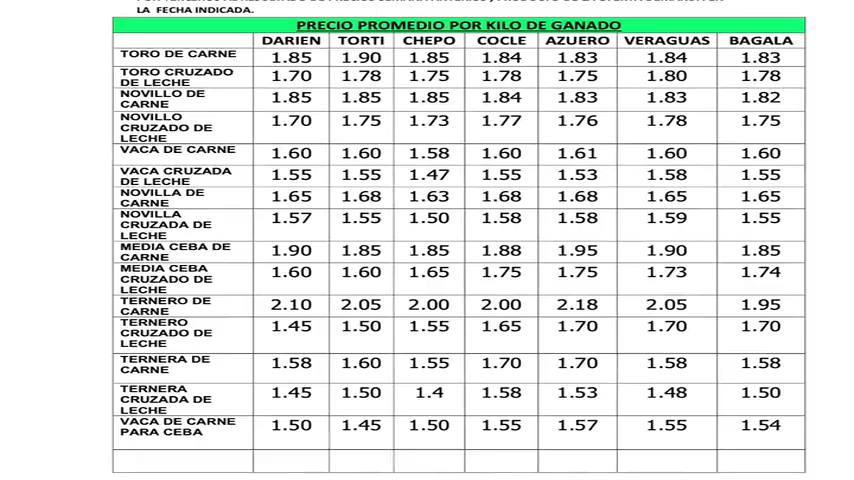 LA FECHA INDICADA.
PRECIO PROMEDIO POR KILO DE GANADO
DARIEN TORTI CHEPO COCLE AZUERO VERAGUAS BAGALA
TORO DE CARNE 1.85 1.90 1.85 1.84 1.83 1.84 1.83
TORO CRUZADO
DE LECHE 1.70 1.78 1.75 1.78 1.75 1.80 1.78
NOVILLO DE
CARNE 1.85 1.85 1.85 1.84 1.83 1.83 1.82
NOVILLO
CRUZADO DE
LECHE 1.70 1.75 1.73 1.77 1.76 1.78 1.75
VACA DE CARNE 1.60 1.60 1.58 1.60 1.61 1.60 1.60
VACA CRUZADA
DE LECHE 1.55 1.55 1.47 1.55 1.53 1.58 1.55
NOVILLA DE
CARNE 1.65 1.68 1.63 1.68 1.68 1.65 1.65
NOVILLA
CRUZADA DE
LECHE 1.57 1.55 1.50 1.58 1.58 1.59 1.55
MEDIA CEBA DE
CARNE 1.90 1.85 1.85 1.88 1.95 1.90 1.85
MEDIA CEBA
CRUZADO DE
LECHE 1.60 1.60 1.65 1.75 1.75 1.73 1.74
TERNERO DE
CARNE 2.10 2.05 2.00 2.00 2.18 2.05 1.95
TERNERO
CRUZADO DE
LECHE 1.45 1.50 1.55 1.65 1.70 1.70 1.70
TERNERA DE
CARNE 1.58 1.60 1.55 1.70 1.70 1.58 1.58
TERNERA
CRUZADA DE
LECHE 1.45 1.50 1.4 1.58 1.53 1.48 1.50
VACA DE CARNE
PARA CEBA 1.50 1.45 1.50 1.55 1.57 1.55 1.54